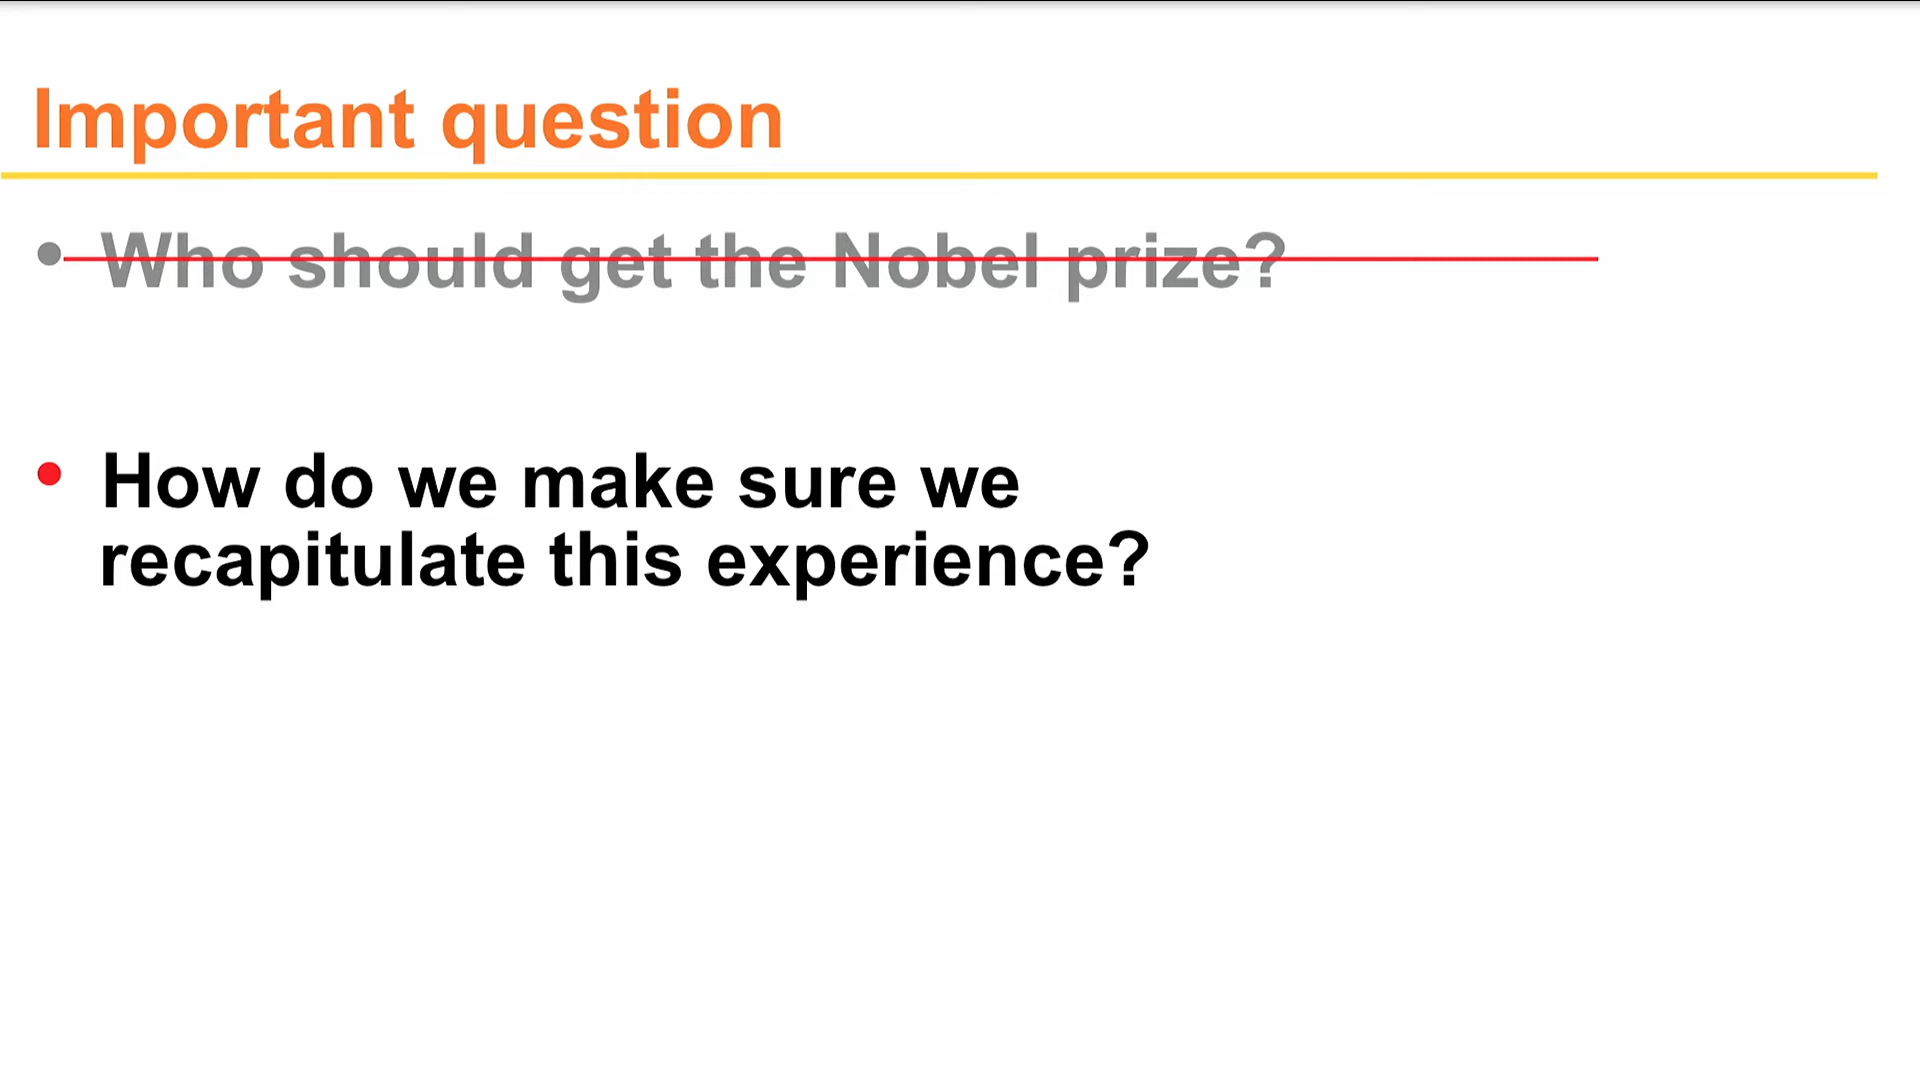 Important question
• Who should get the Nobel prize?
• How do we make sure we
recapitulate this experience?